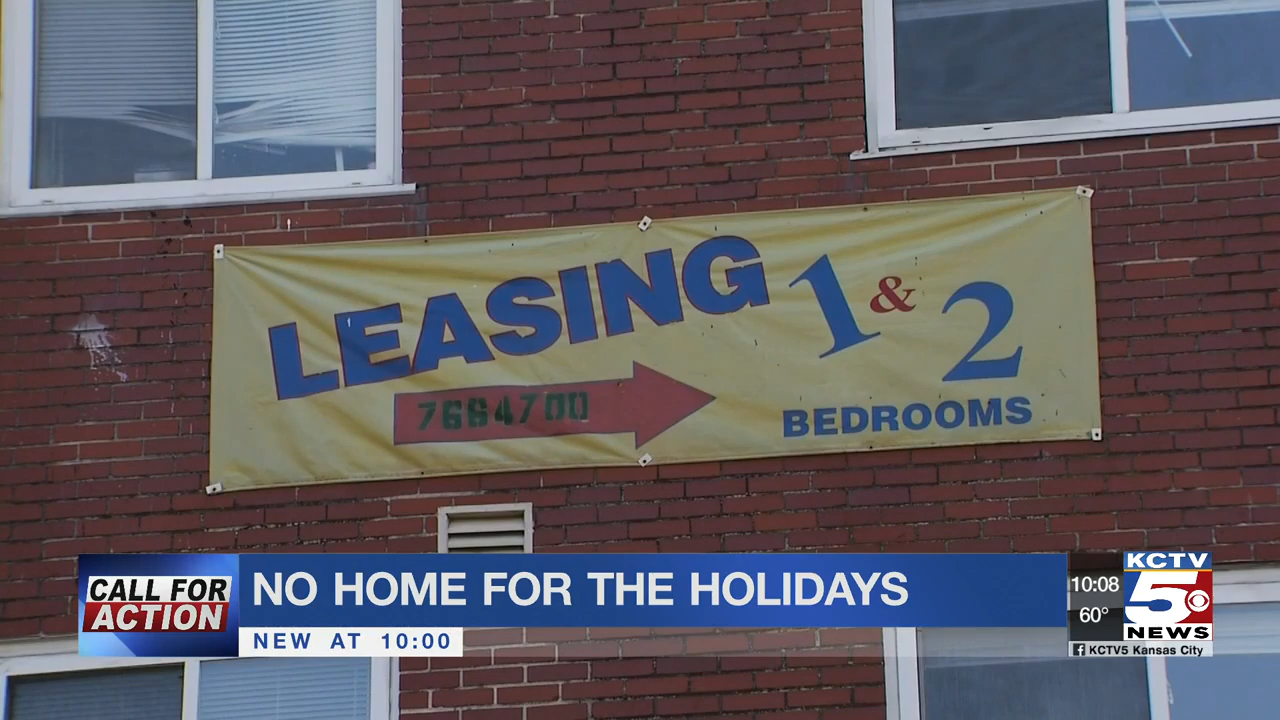 LEASING 1 & 2
7664700
BEDROOMS
CALL FOR
ACTION
NO HOME FOR THE HOLIDAYS
NEW AT 10:00
10:08
60°
KCTV
5
NEWS
f KCTV5 Kansas City